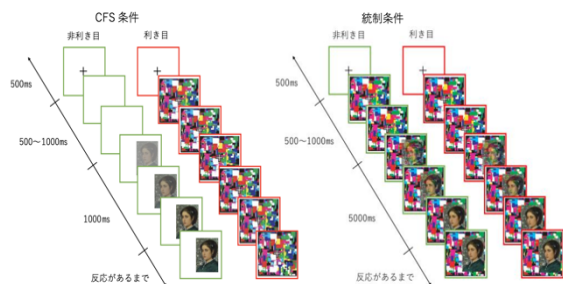 CFS 条件
非利き目
利き目
500ms
500〜1000ms
1000ms
反応があるまで
統制条件
非利き目
利き目
500ms
500〜1000ms
5000ms
反応があるまで